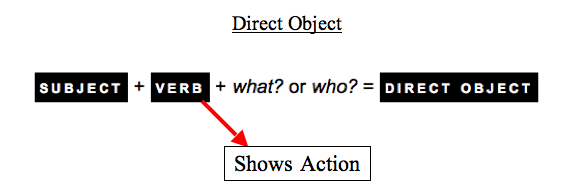 Direct Object
SUBJECT + VERB + what? or who? = DIRECT OBJECT
Shows Action